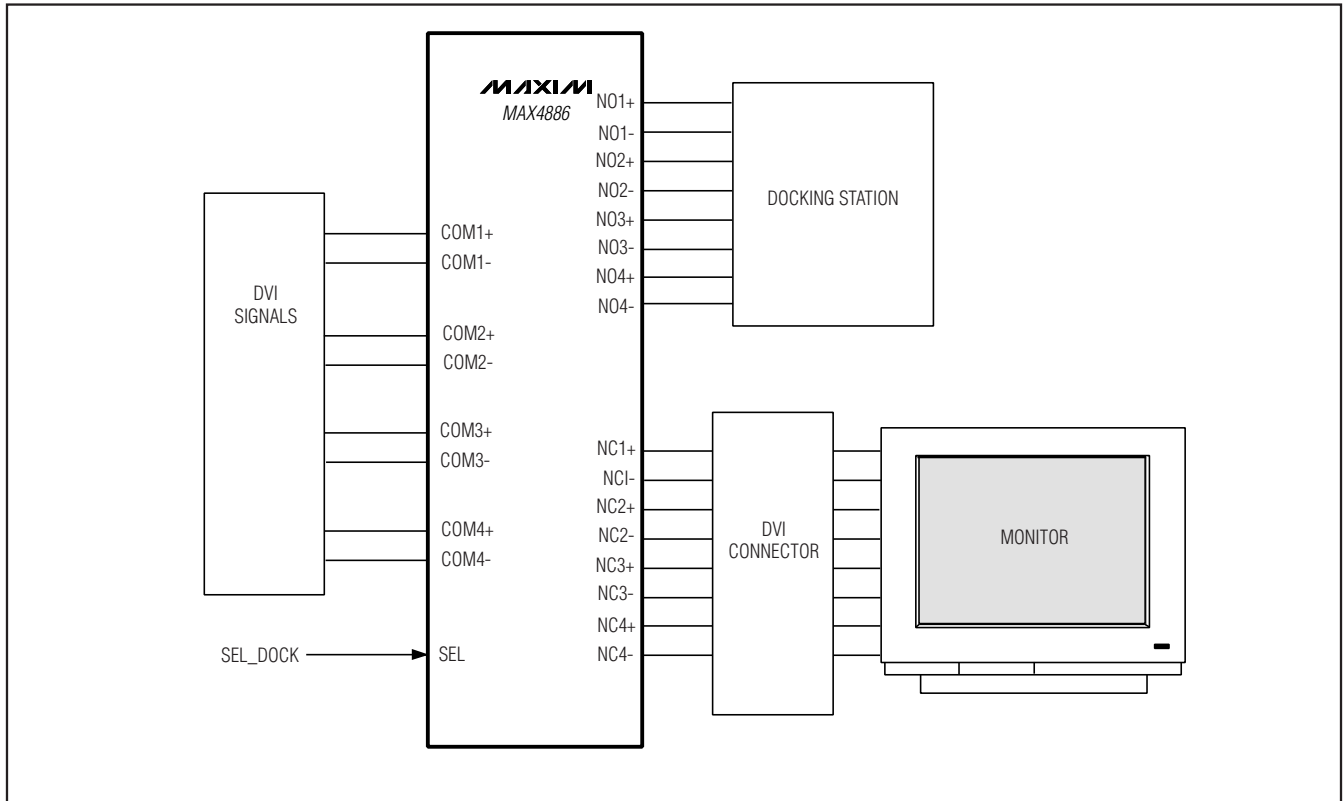 MAXIM
MAX4886
NO1+
NO1-
NO2+
NO2-
NO3+
NO3-
NO4+
NO4-
DOCKING STATION
DVI
SIGNALS
COM1+
COM1-
COM2+
COM2-
COM3+
COM3-
COM4+
COM4-
SEL_DOCK
SEL
NC1+
NCI-
NC2+
NC2-
NC3+
NC3-
NC4+
NC4-
DVI
CONNECTOR
MONITOR